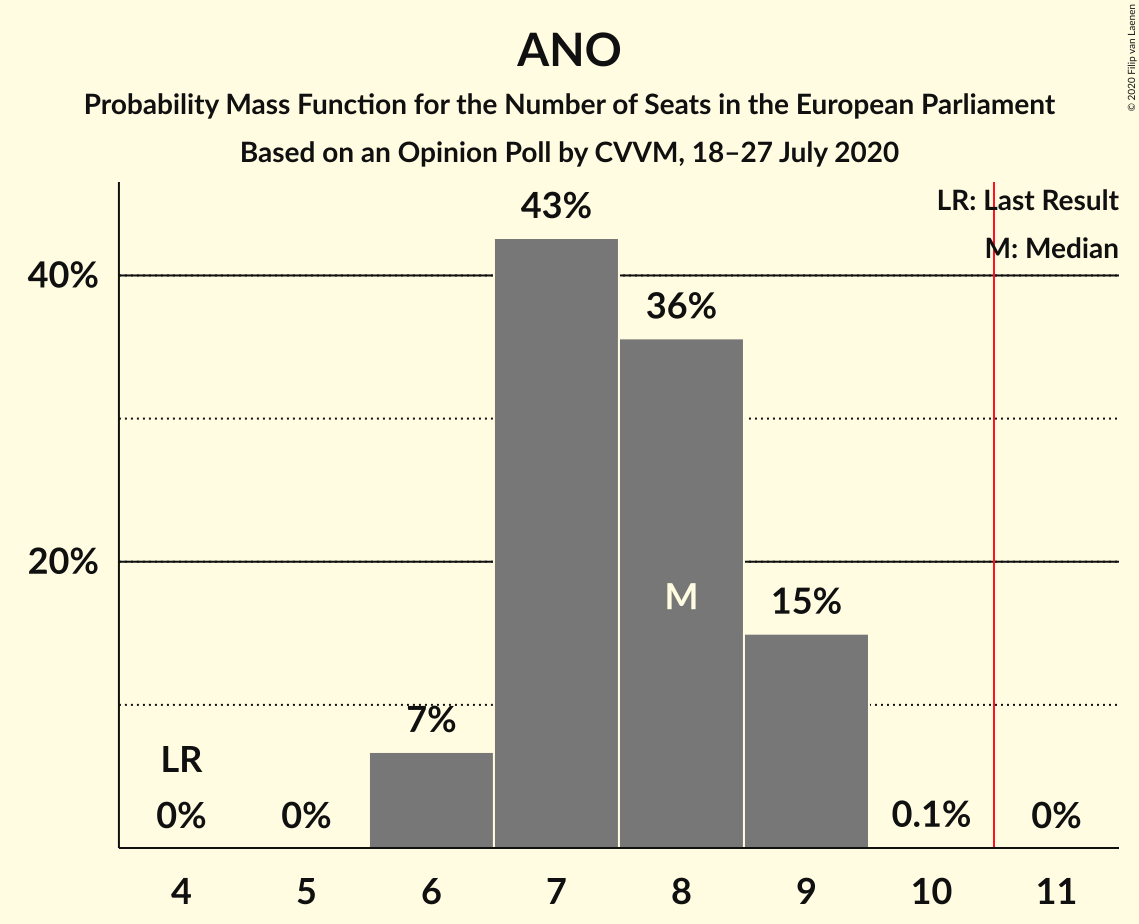 ANO
Probability Mass Function for the Number of Seats in the European Parliament
Based on an Opinion Poll by CVVM, 18–27 July 2020
© 2020 Filip van Laenen
LR: Last Result
M: Median
43%
40%
36%
20%
M
15%
7%
LR
0%
0%
0.1%
0%
4
5
6
7
8
9
10
11